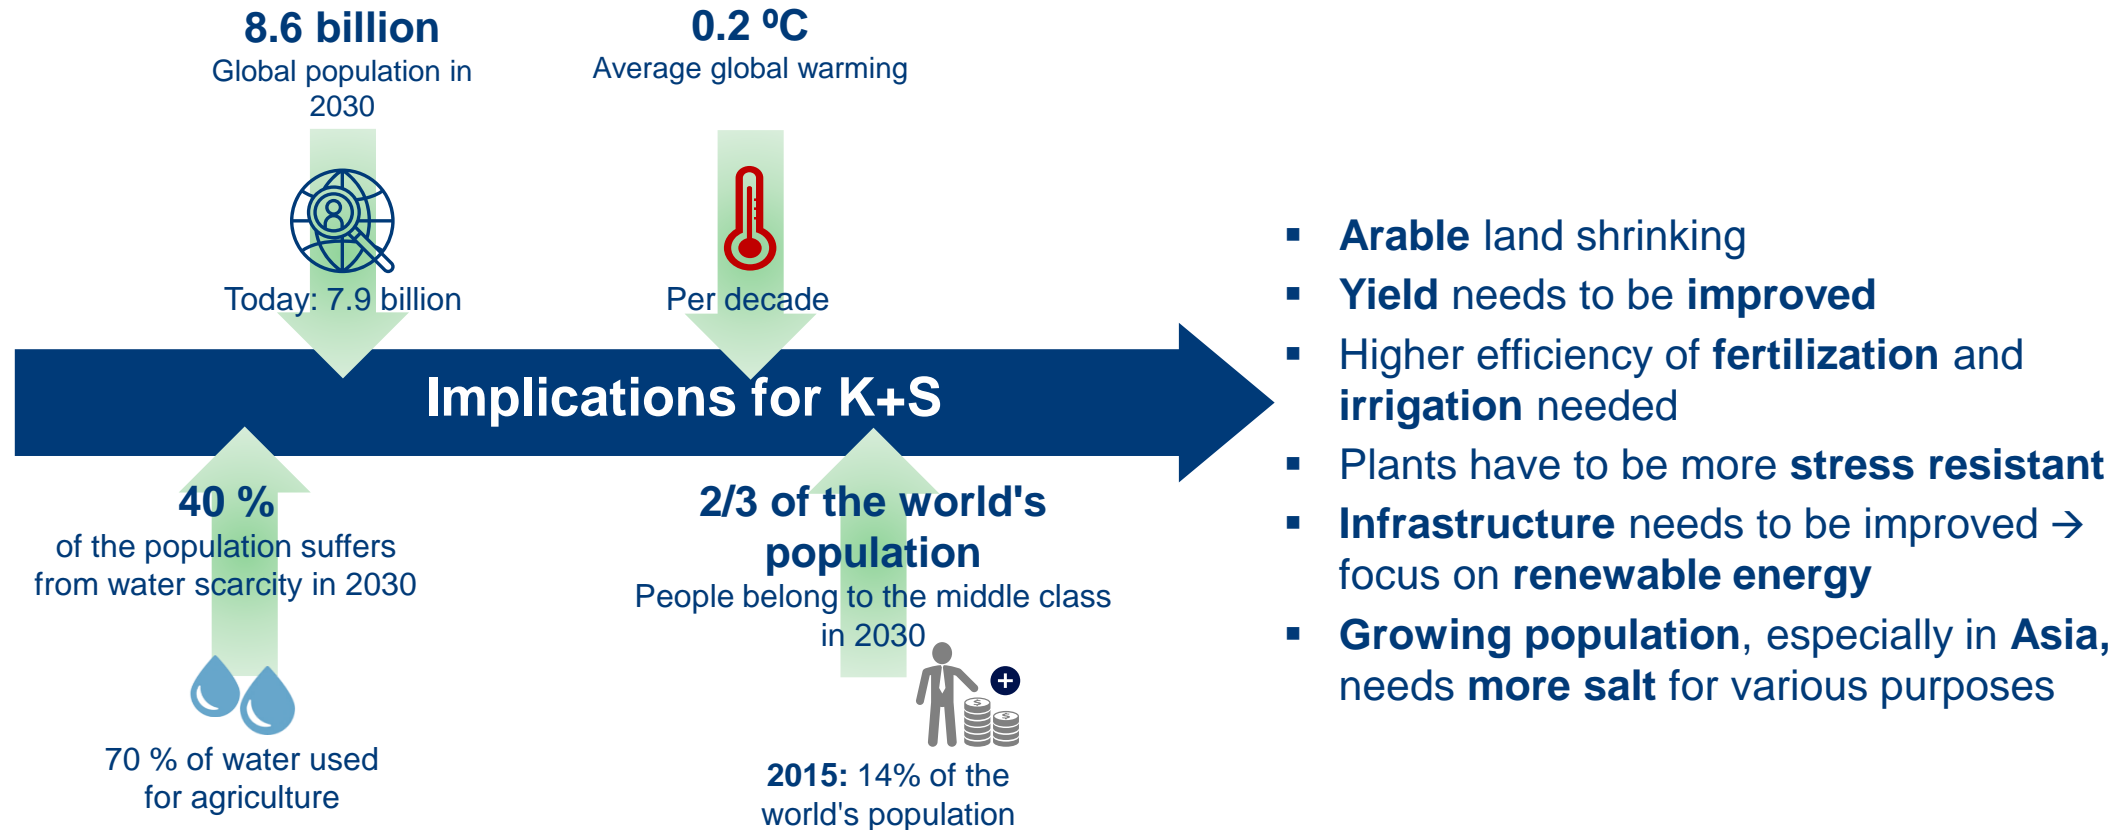 8.6 billion
Global population in
2030
Today: 7.9 billion
0.2 ºC
Average global warming
Per decade
Implications for K+S
40 %
of the population suffers
from water scarcity in 2030
70 % of water used
for agriculture
2/3 of the world's
population
People belong to the middle class
in 2030
2015: 14% of the
world's population
▪ Arable land shrinking
▪ Yield needs to be improved
▪ Higher efficiency of fertilization and
irrigation needed
▪ Plants have to be more stress resistant
▪ Infrastructure needs to be improved →
focus on renewable energy
▪ Growing population, especially in Asia,
needs more salt for various purposes